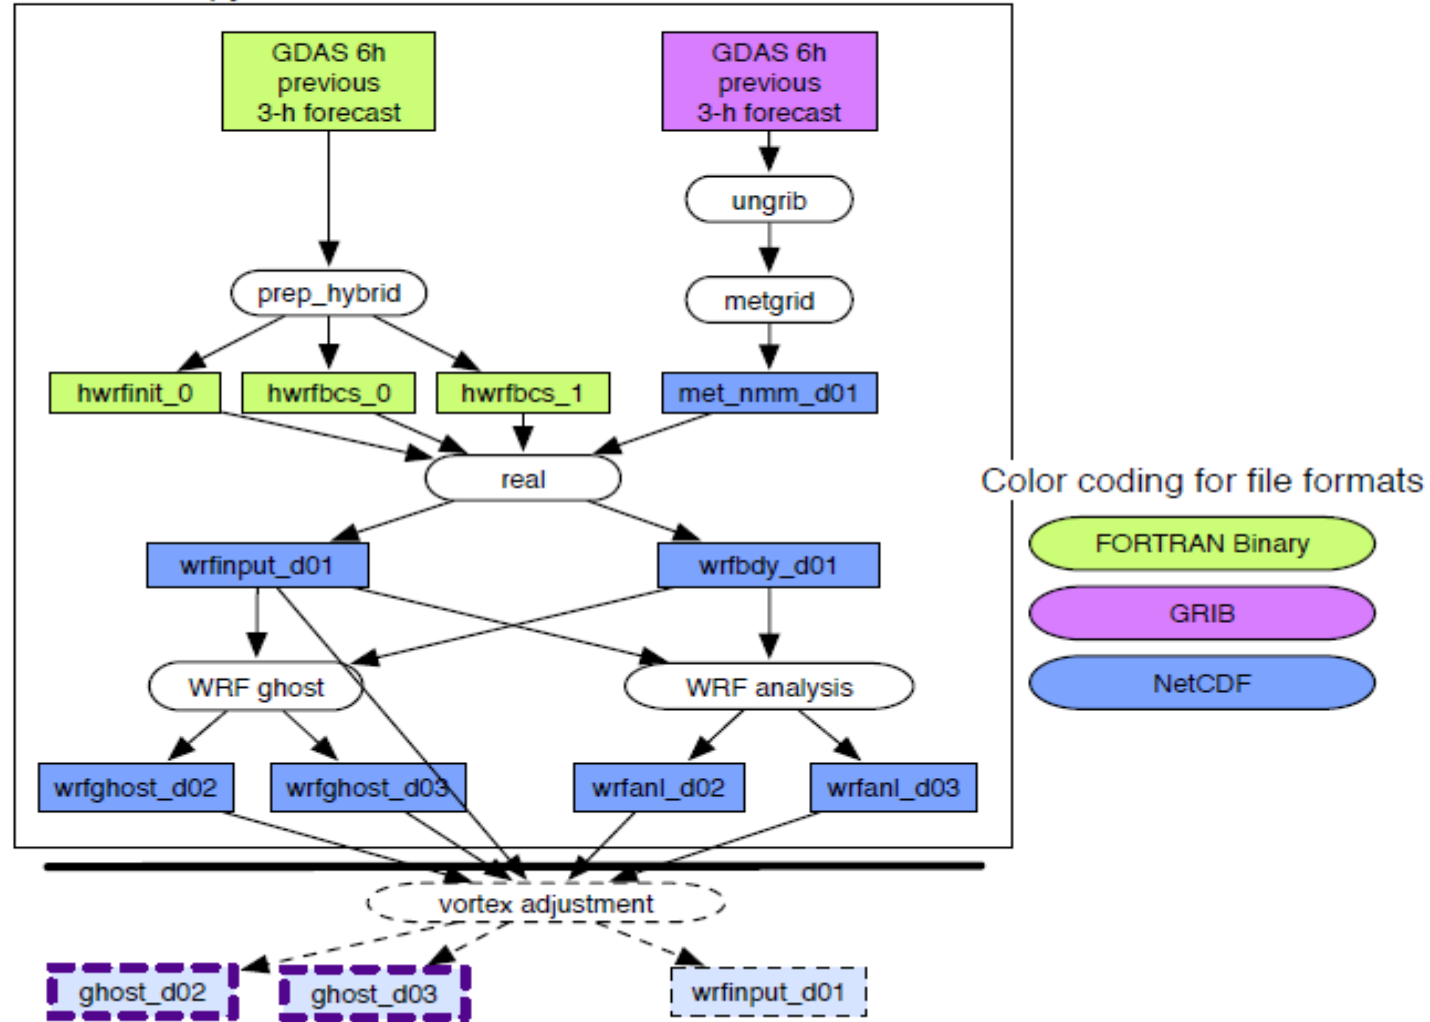 GDAS 6h
previous
3-h forecast
GDAS 6h
previous
3-h forecast
ungrib
prep_hybrid
metgrid
hwrfinit_0
hwrfbcs_0
hwrfbcs_1
met_nmm_d01
real
Color coding for file formats
FORTRAN Binary
GRIB
NetCDF
wrfinput_d01
wrfbdy_d01
WRF ghost
WRF analysis
wrfghost_d02
wrfghost_d03
wrfanl_d02
wrfanl_d03
vortex adjustment
ghost_d02
ghost_d03
wrfinput_d01